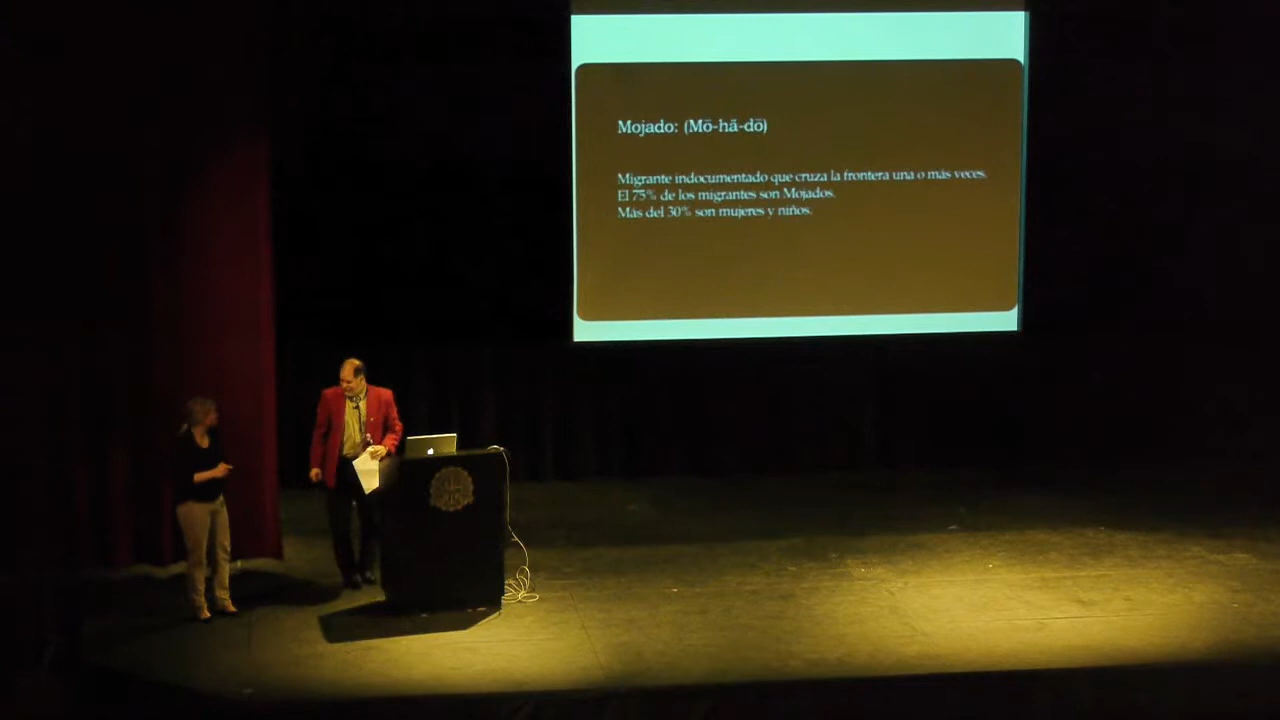 Mojado: (Mō-hā-dō)
Migrante indocumentado que cruza la frontera una o más veces.
El 75% de los migrantes son Mojados.
Más del 30% son mujeres y niños.